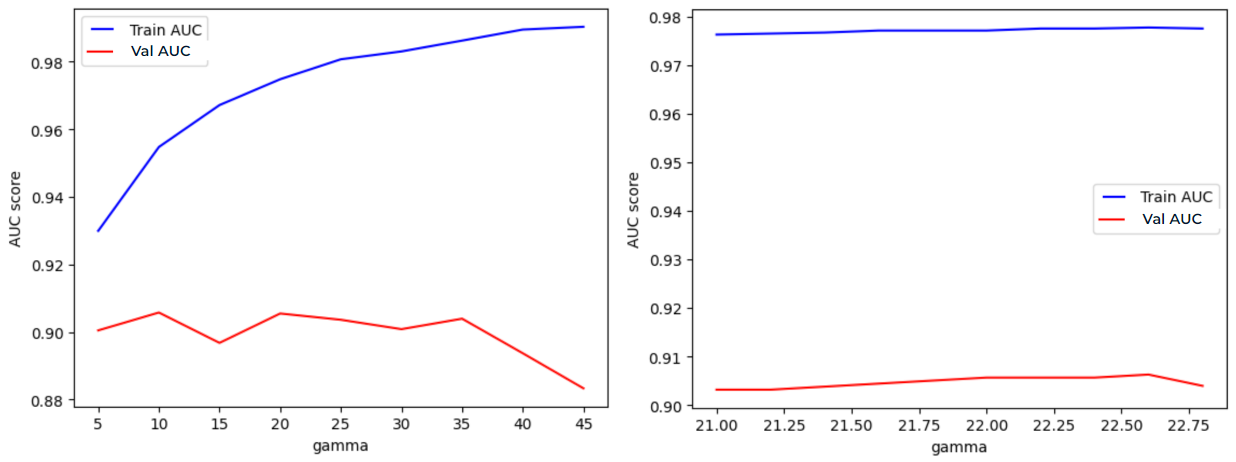 Train AUC
Val AUC
0.98
0.96
0.94
0.92
0.90
0.88
AUC score
5 10 15 20 25 30 35 40 45
gamma
0.98
0.97
0.96
0.95
0.94
0.93
0.92
0.91
0.90
AUC score
Train AUC
Val AUC
21.00 21.25 21.50 21.75 22.00 22.25 22.50 22.75
gamma